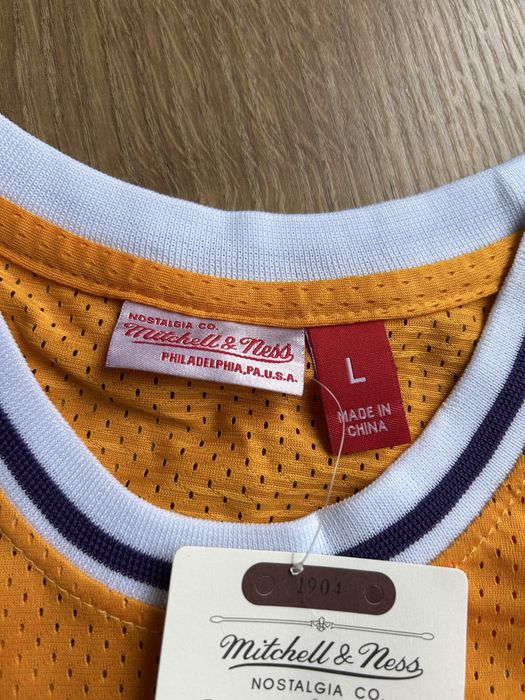 NOSTALGIA CO.
Mitchell & Ness
PHILADELPHIA, PA. U.S.A.
L
MADE IN
CHINA
1904
Mitchell & Ness
NOSTALGIA CO.